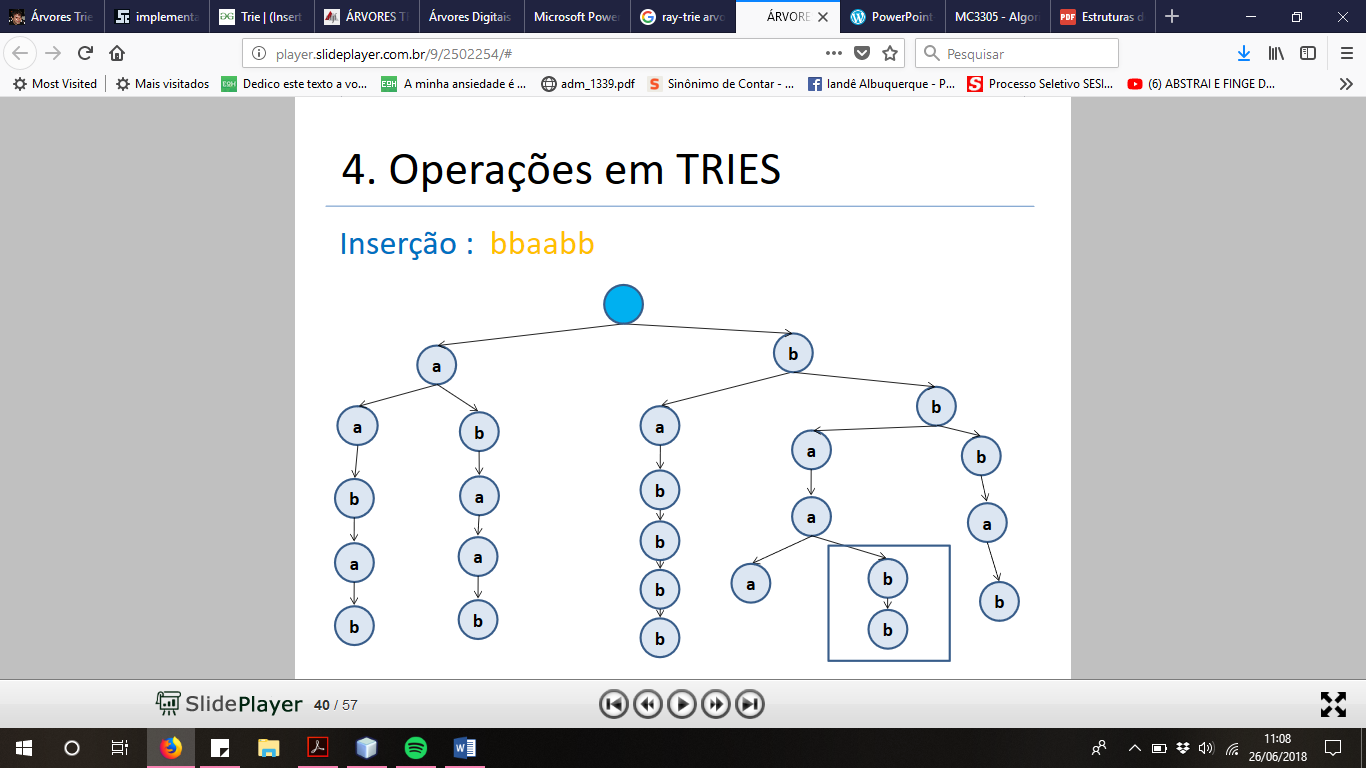 Árvores Trie
implementa
Trie | (Insert
ÁRVORES T
Árvores Digitais
Microsoft Power
ray-trie arvo
ÁRVORE
PowerPoint
MC3305 - Algor
Estruturas d
player.slideplayer.com.br/9/2502254/#
Pesquisar
Most Visited
Mais visitados
EOH Dedico este texto a vo...
EOH A minha ansiedade é ...
adm_1339.pdf
Sinônimo de Contar - ...
Iandê Albuquerque - P...
Processo Seletivo SESI...
(6) ABSTRAI E FINGE D...
4. Operações em TRIES
Inserção : bbaabb
a b
b
a b a
a b
b a b
a a
b
a b
a a b b
b
b b b
b
SlidePlayer 40 / 57
11:08
26/06/2018